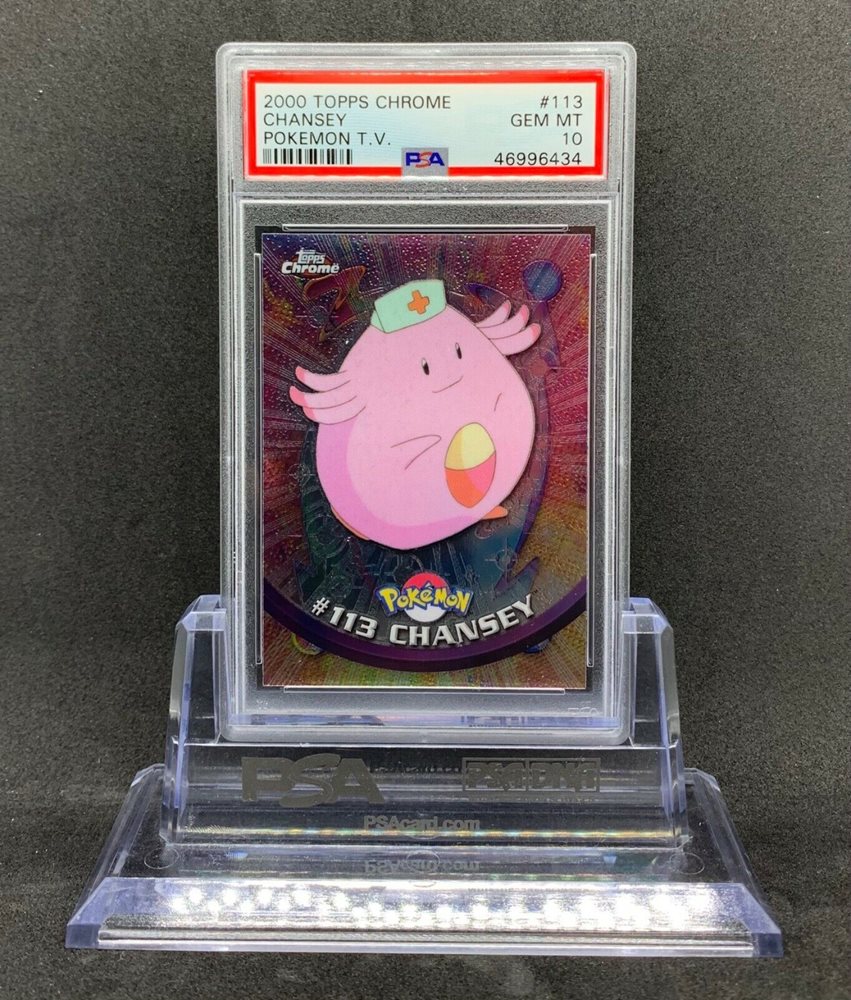 2000 TOPPS CHROME #113
CHANSEY GEM MT
POKEMON T.V. 10
PSA 46996434
Topps
Chrome
POKéMON
#113 CHANSEY
PSA PSA/DNA
PSAcard.com